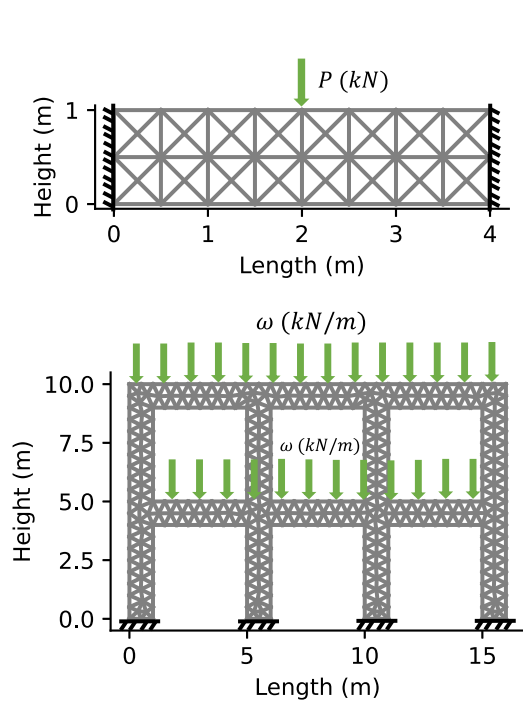 P (kN)
1
Height (m)
0
0 1 2 3 4
Length (m)
ω (kN/m)
10.0
7.5
ω (kN/m)
Height (m)
5.0
2.5
0.0
0 5 10 15
Length (m)